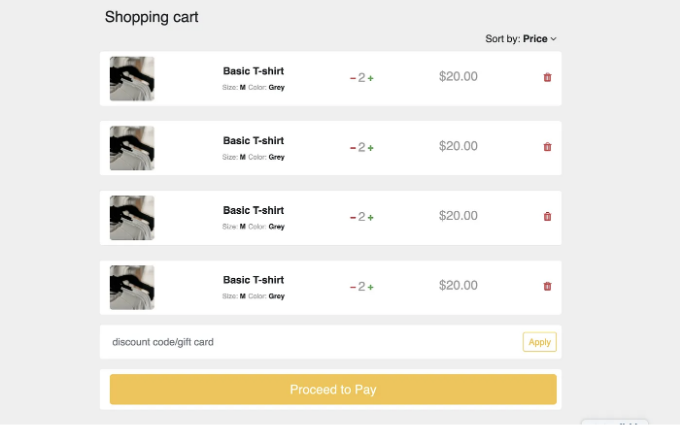 Shopping cart
Sort by: Price
Basic T-shirt
Size: M Color: Grey
- 2 +
$20.00
Basic T-shirt
Size: M Color: Grey
- 2 +
$20.00
Basic T-shirt
Size: M Color: Grey
- 2 +
$20.00
Basic T-shirt
Size: M Color: Grey
- 2 +
$20.00
discount code/gift card
Apply
Proceed to Pay